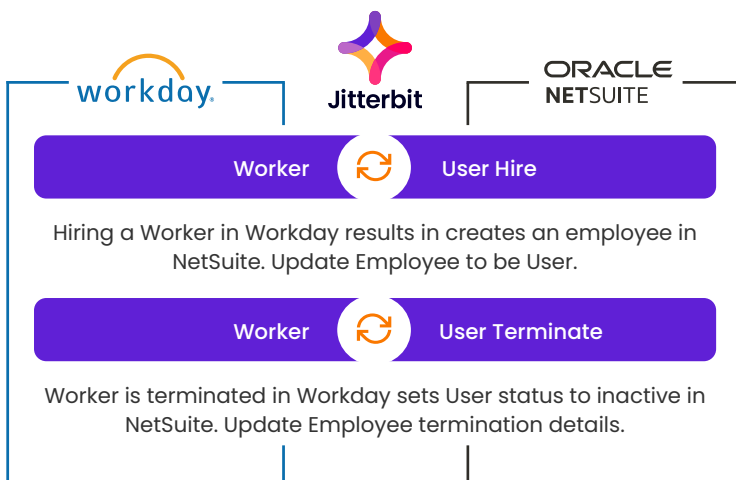 workday.
Jitterbit
ORACLE
NETSUITE
Worker User Hire
Hiring a Worker in Workday results in creates an employee in
NetSuite. Update Employee to be User.
Worker User Terminate
Worker is terminated in Workday sets User status to inactive in
NetSuite. Update Employee termination details.